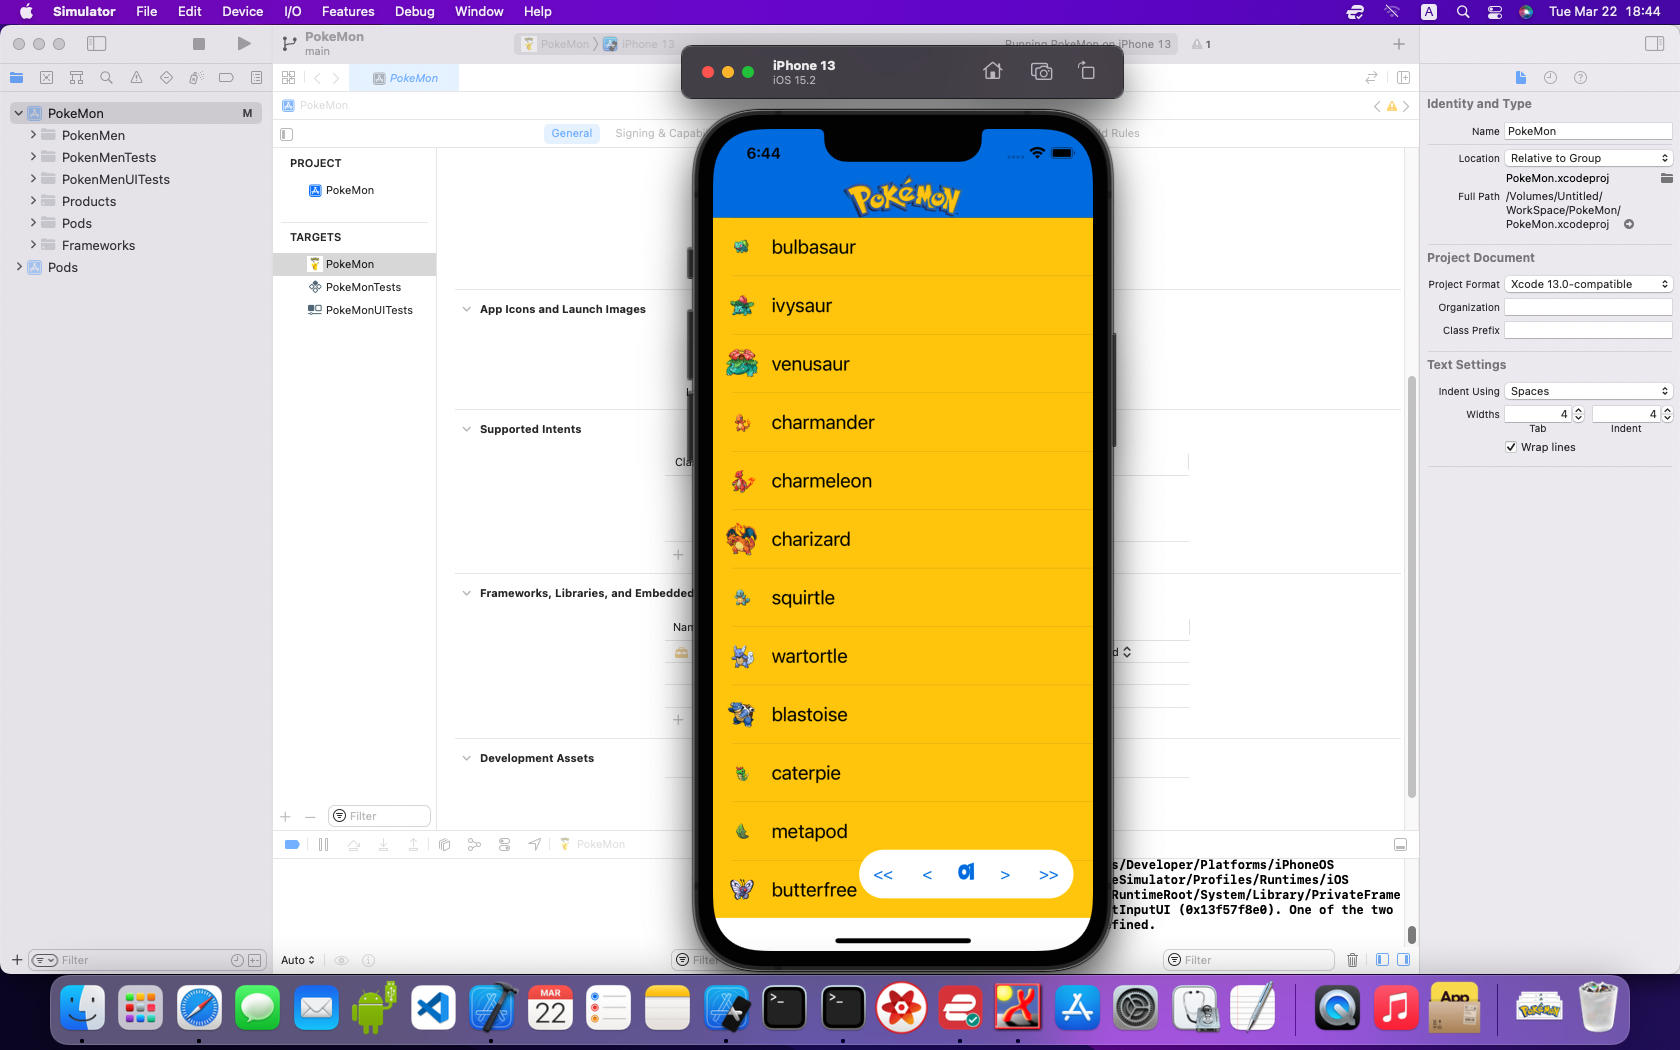 Simulator File Edit Device I/O Features Debug Window Help A Tue Mar 22 18:44
PokeMon
main
PokeMon iPhone 13
Running PokeMon on iPhone 13
1
PokeMon
PokeMon
General
Signing & Capab
d Rules
PokeMon M
PokenMen
PokenMenTests
PokenMenUITests
Products
Pods
Frameworks
Pods
Filter
PROJECT
PokeMon
TARGETS
PokeMon
PokeMonTests
PokeMonUITests
Filter
App Icons and Launch Images
Supported Intents
Cla
Frameworks, Libraries, and Embedded
Nam
d
Development Assets
PokeMon
Auto
Filter
s/Developer/Platforms/iPhoneOS
eSimulator/Profiles/Runtimes/iOS
RuntimeRoot/System/Library/PrivateFrame
tInputUI (0x13f57f8e0). One of the two
fined.
Filter
iPhone 13
iOS 15.2
6:44
POKéMON
bulbasaur
ivysaur
venusaur
charmander
charmeleon
charizard
squirtle
wartortle
blastoise
caterpie
metapod
butterfree
<< < 01 > >>
Identity and Type
Name PokeMon
Location Relative to Group
PokeMon.xcodeproj
Full Path /Volumes/Untitled/
WorkSpace/PokeMon/
PokeMon.xcodeproj
Project Document
Project Format Xcode 13.0-compatible
Organization
Class Prefix
Text Settings
Indent Using Spaces
Widths 4 4
Tab Indent
Wrap lines
MAR
22
App
POKéMON